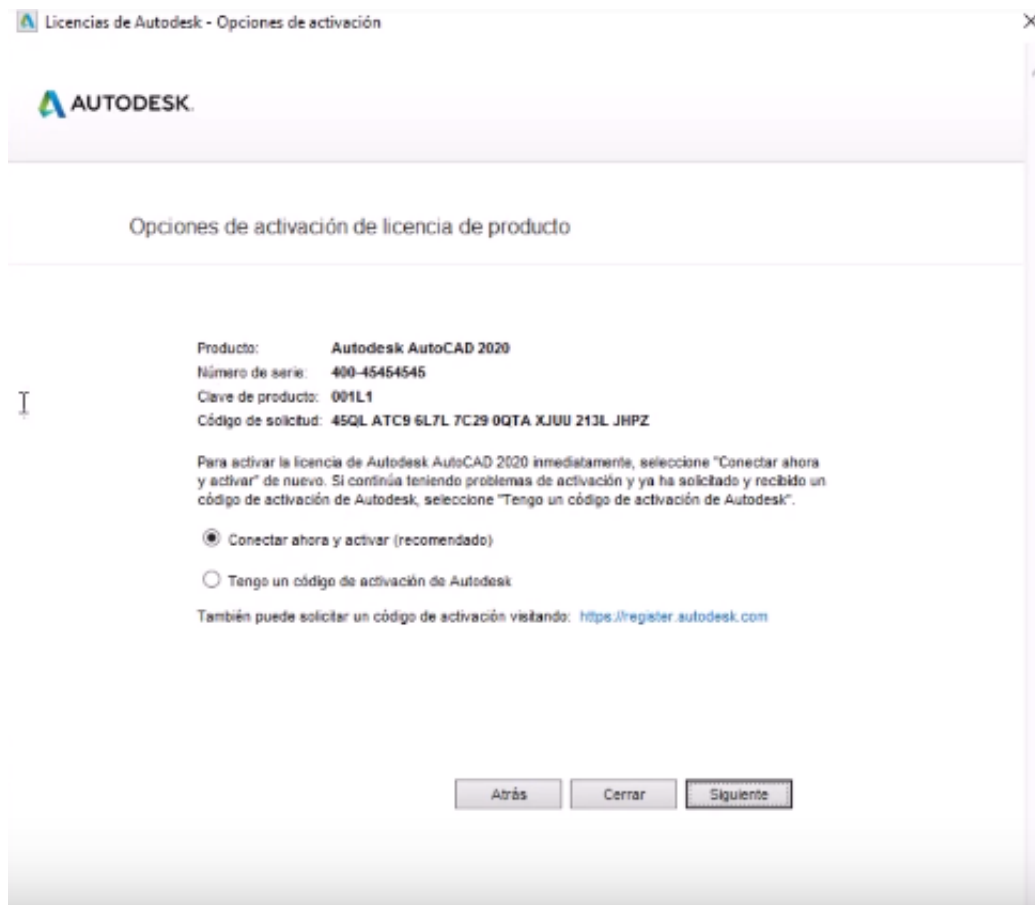 Licencias de Autodesk - Opciones de activación
AUTODESK.
Opciones de activación de licencia de producto
Producto: Autodesk AutoCAD 2020
Número de serie: 400-45454545
Clave de producto: 001L1
Código de solicitud: 45QL ATC9 6L7L 7C29 0QTA XJUU 213L JHPZ
Para activar la licencia de Autodesk AutoCAD 2020 inmediatamente, seleccione "Conectar ahora
y activar" de nuevo. Si continúa teniendo problemas de activación y ya ha solicitado y recibido un
código de activación de Autodesk, seleccione "Tengo un código de activación de Autodesk".
Conectar ahora y activar (recomendado)
Tengo un código de activación de Autodesk
También puede solicitar un código de activación visitando: https://register.autodesk.com
Atrás Cerrar Siguiente